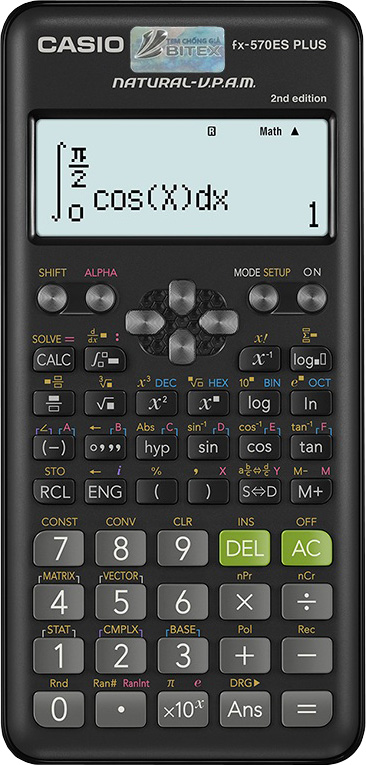 CASIO TEM CHỐNG GIẢ BITEX fx-570ES PLUS
NATURAL-V.P.A.M.
2nd edition
R Math ▲
∫ π/2 0 cos(X)dx
1
SHIFT ALPHA MODE SETUP ON
SOLVE = d/dx ■ : x! Σ■
CALC ∫□■ x⁻¹ log■□
■■/□ ³√■ x³ DEC ■√□ HEX 10■ BIN e■ OCT
■/□ √■ x² x■ log ln
∠ A ← B Abs C sin⁻¹ D cos⁻¹ E tan⁻¹ F
(−) °'" hyp sin cos tan
STO ← i % , X a b/c⇔d/c Y M− M
RCL ENG ( ) S⇔D M+
CONST CONV CLR INS OFF
7 8 9 DEL AC
MATRIX VECTOR nPr nCr
4 5 6 × ÷
STAT CMPLX BASE Pol Rec
1 2 3 + −
Rnd Ran# RanInt π e DRG▶
0 • ×10ˣ Ans =